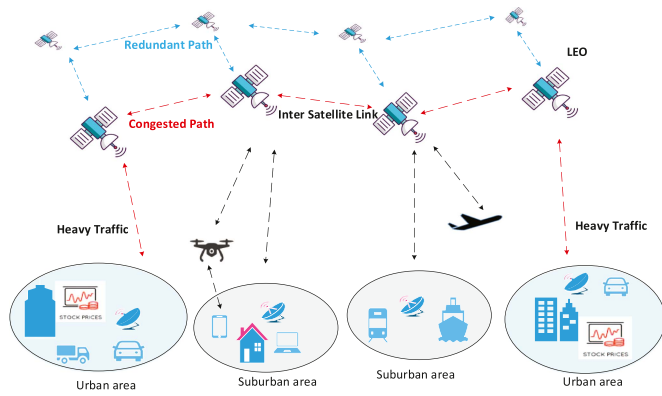 Redundant Path
LEO
Congested Path
Inter Satellite Link
Heavy Traffic
Heavy Traffic
STOCK PRICES
STOCK PRICES
Urban area
Suburban area
Suburban area
Urban area